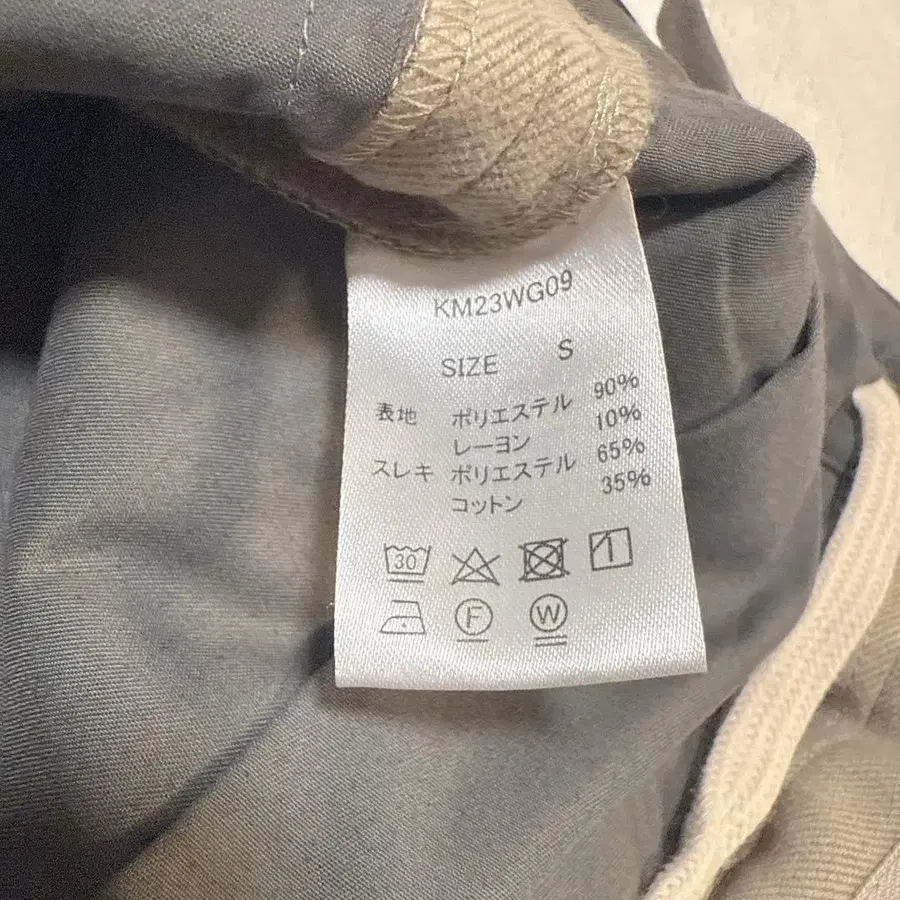 KM23WG09
SIZE S
表地 ポリエステル 90%
レーヨン 10%
スレキ ポリエステル 65%
コットン 35%
30
F W